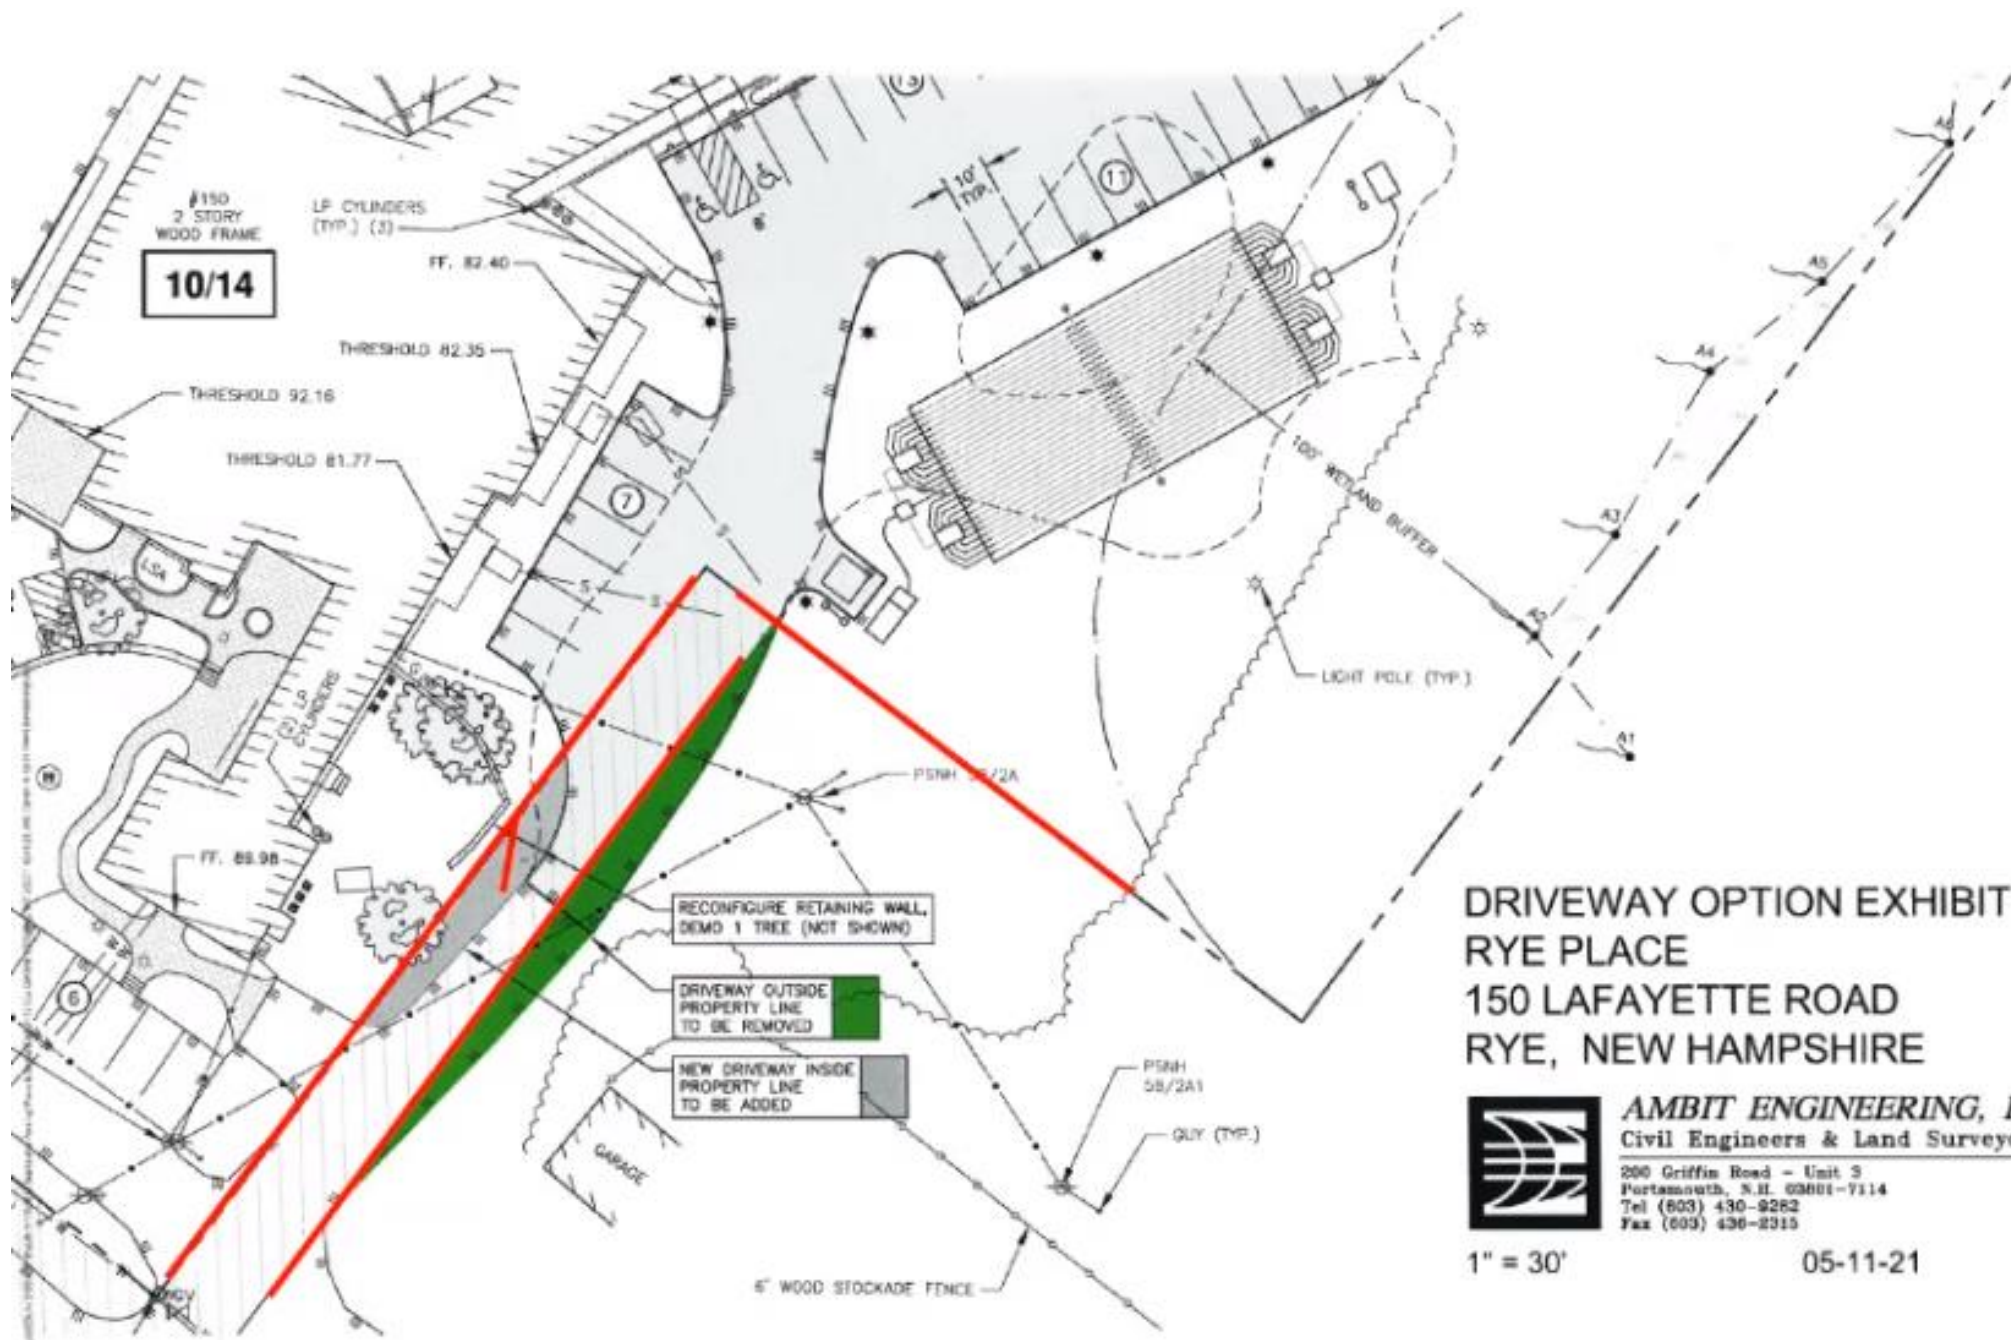 13
#150
2 STORY
WOOD FRAME
10/14
LP CYLINDERS
(TYP.) (3)
FF. 82.40
THRESHOLD 82.35
THRESHOLD 92.16
THRESHOLD 81.77
10'
TYP.
11
8'
7
S
S
S
S
LSA
G
(2) LP
CYLINDERS
FF. 89.98
6
100' WETLAND BUFFER
A6
A5
A4
A3
A2
A1
LIGHT POLE (TYP.)
PSNH 5B/2A
RECONFIGURE RETAINING WALL,
DEMO 1 TREE (NOT SHOWN)
DRIVEWAY OUTSIDE
PROPERTY LINE
TO BE REMOVED
NEW DRIVEWAY INSIDE
PROPERTY LINE
TO BE ADDED
GARAGE
PSNH
5B/2A1
GUY (TYP.)
6' WOOD STOCKADE FENCE
DRIVEWAY OPTION EXHIBIT
RYE PLACE
150 LAFAYETTE ROAD
RYE, NEW HAMPSHIRE
AMBIT ENGINEERING,
Civil Engineers & Land Surveyo
200 Griffin Road - Unit 3
Portsmouth, N.H. 03801-7114
Tel (603) 430-9282
Fax (603) 436-2315
1" = 30'
05-11-21